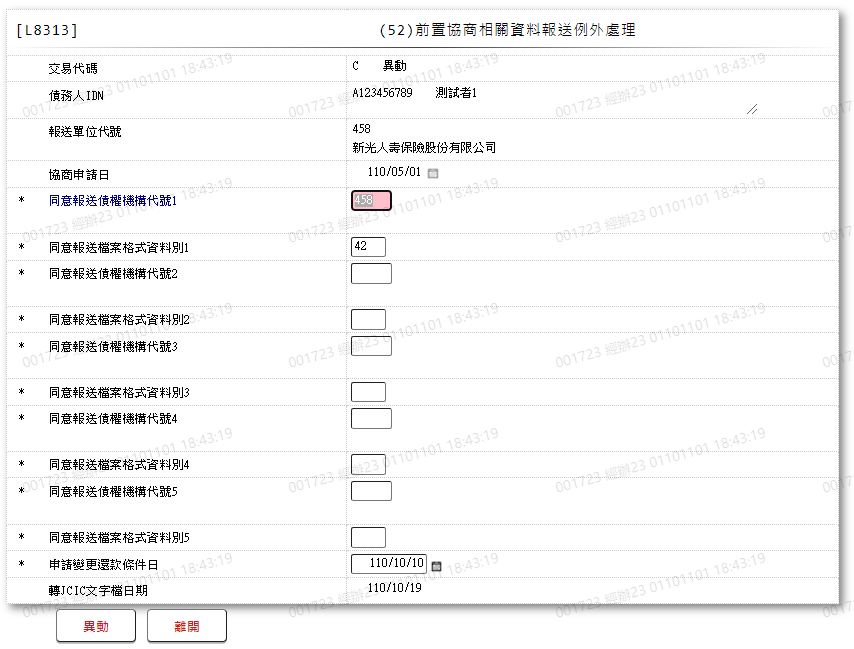 [L8313] (52)前置協商相關資料報送例外處理
交易代碼 C 異動
債務人IDN A123456789 測試者1
報送單位代號 458
新光人壽保險股份有限公司
協商申請日 110/05/01
* 同意報送債權機構代號1 458
* 同意報送檔案格式資料別1 42
* 同意報送債權機構代號2
* 同意報送檔案格式資料別2
* 同意報送債權機構代號3
* 同意報送檔案格式資料別3
* 同意報送債權機構代號4
* 同意報送檔案格式資料別4
* 同意報送債權機構代號5
* 同意報送檔案格式資料別5
* 申請變更還款條件日 110/10/10
轉JCIC文字檔日期 110/10/19
異動 離開
001723 經辦23 01101101 18:43:19